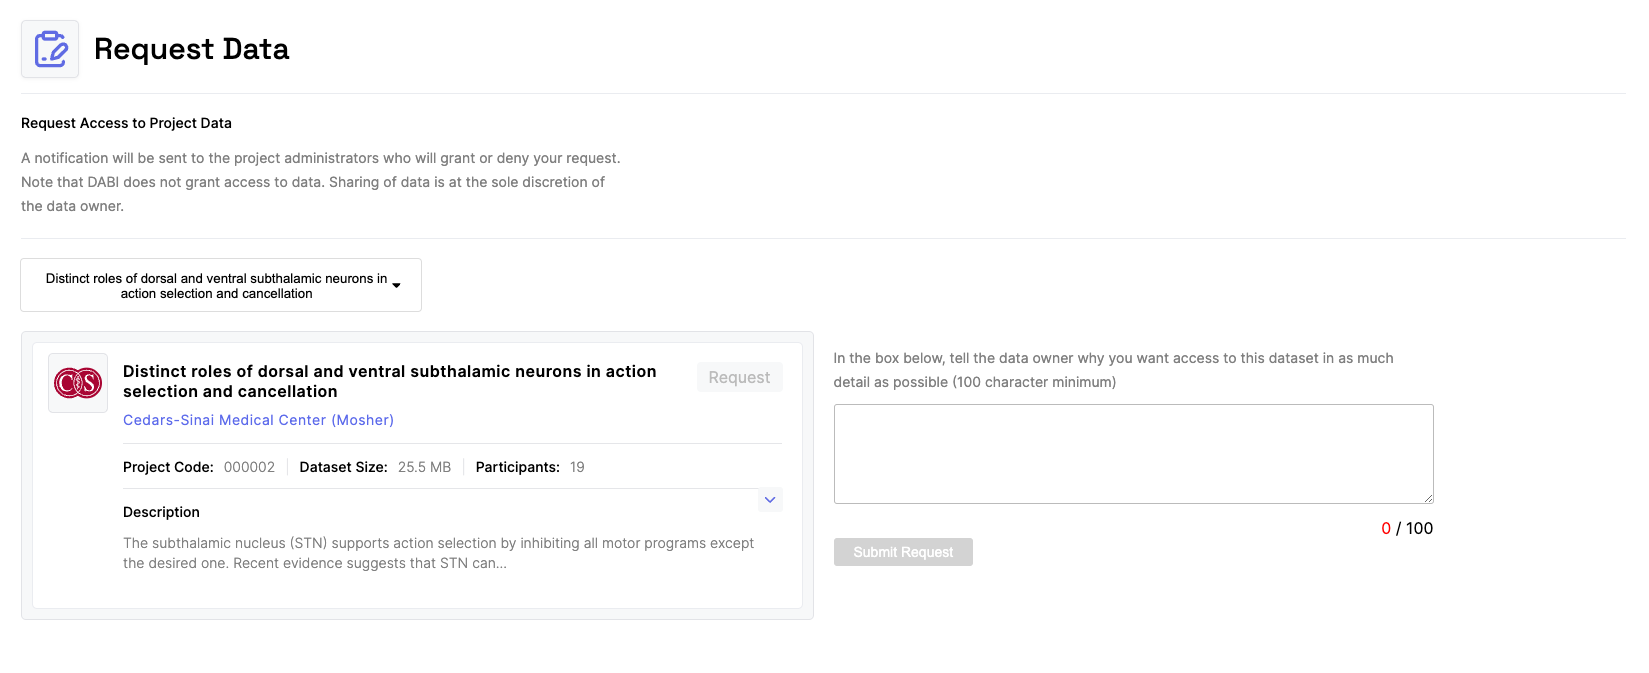 Request Data
Request Access to Project Data
A notification will be sent to the project administrators who will grant or deny your request.
Note that DABI does not grant access to data. Sharing of data is at the sole discretion of
the data owner.
Distinct roles of dorsal and ventral subthalamic neurons in
action selection and cancellation
CS
Distinct roles of dorsal and ventral subthalamic neurons in action
selection and cancellation
Request
Cedars-Sinai Medical Center (Mosher)
Project Code: 000002 Dataset Size: 25.5 MB Participants: 19
Description
The subthalamic nucleus (STN) supports action selection by inhibiting all motor programs except
the desired one. Recent evidence suggests that STN can...
In the box below, tell the data owner why you want access to this dataset in as much
detail as possible (100 character minimum)
0 / 100
Submit Request